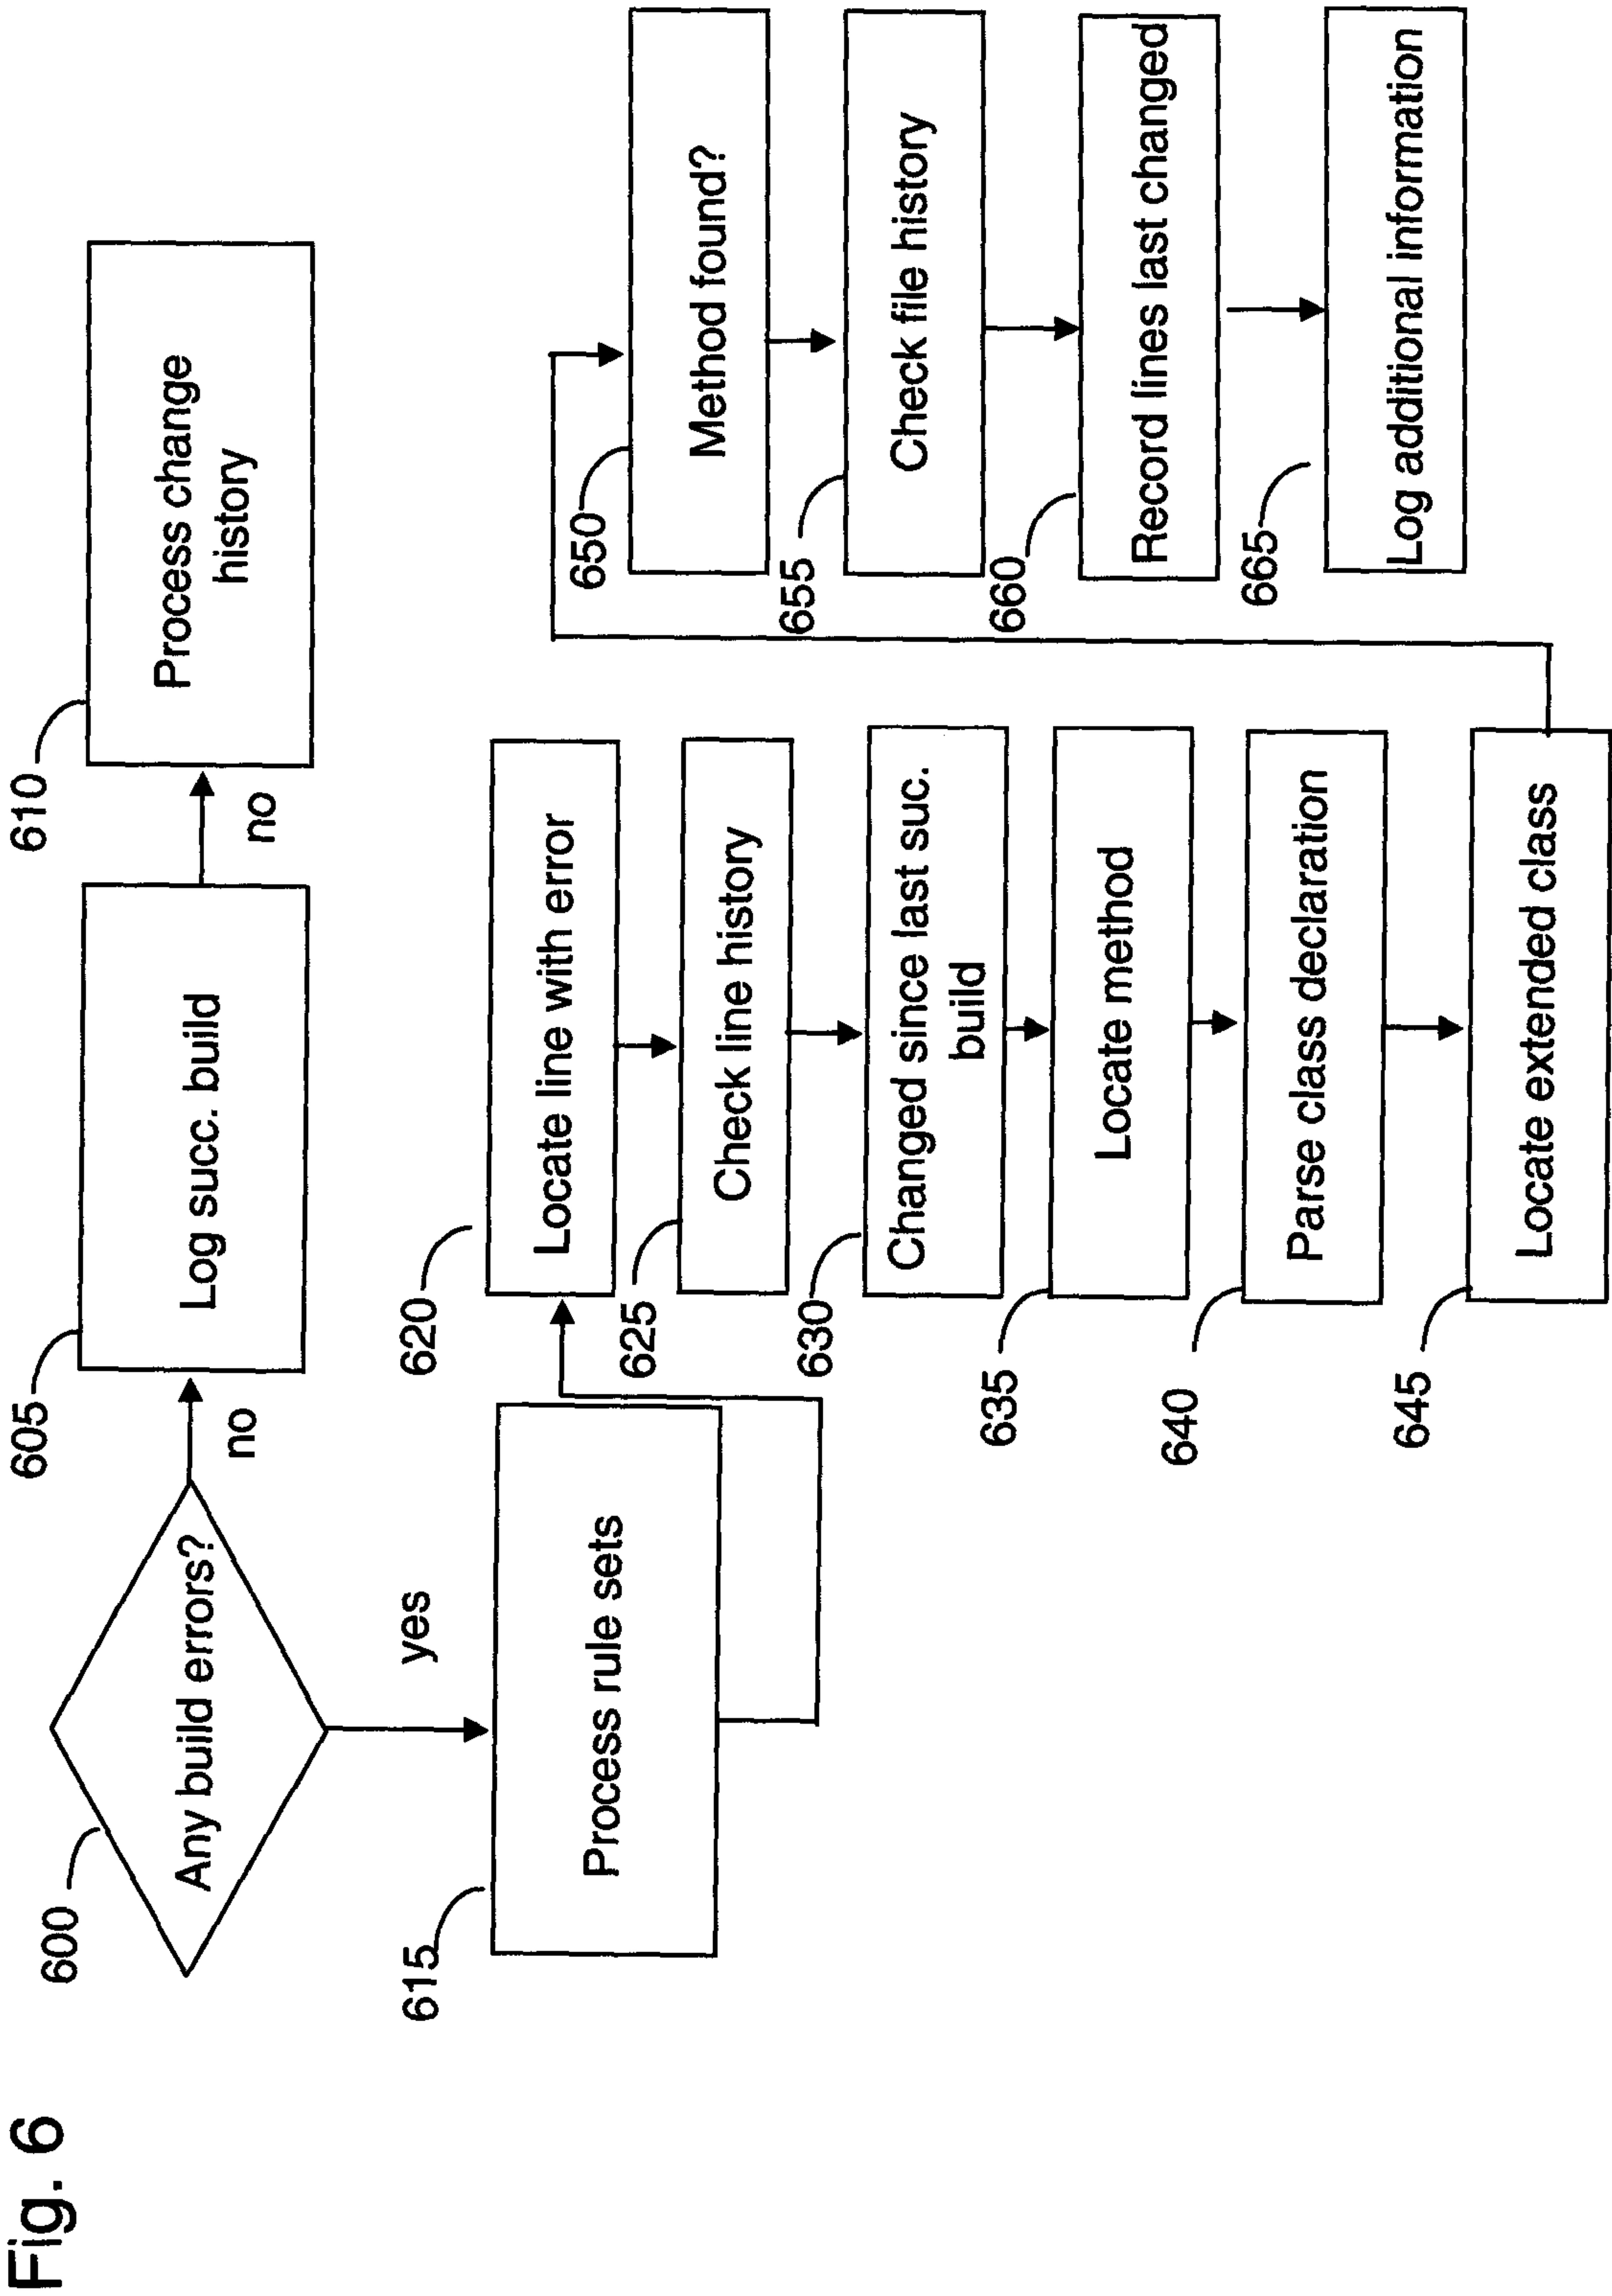 Fig. 6
600
Any build errors?
no
605
Log succ. build
no
610
Process change
history
yes
615
Process rule sets
620
Locate line with error
625
Check line history
630
Changed since last suc.
build
635
Locate method
640
Parse class declaration
645
Locate extended class
650
Method found?
655
Check file history
660
Record lines last changed
665
Log additional information